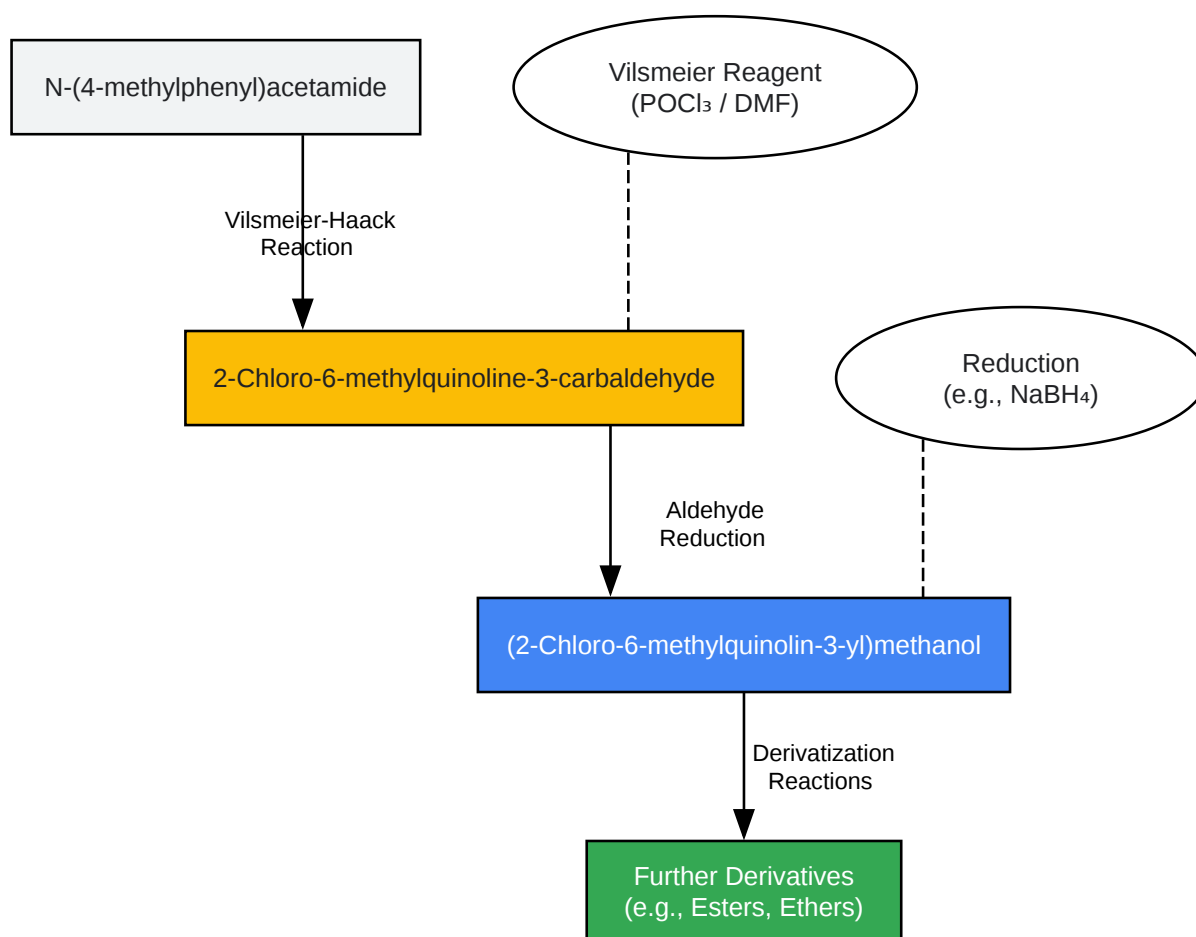 N-(4-methylphenyl)acetamide
Vilsmeier Reagent
(POCl₃ / DMF)
Vilsmeier-Haack
Reaction
2-Chloro-6-methylquinoline-3-carbaldehyde
Reduction
(e.g., NaBH₄)
Aldehyde
Reduction
(2-Chloro-6-methylquinolin-3-yl)methanol
Derivatization
Reactions
Further Derivatives
(e.g., Esters, Ethers)